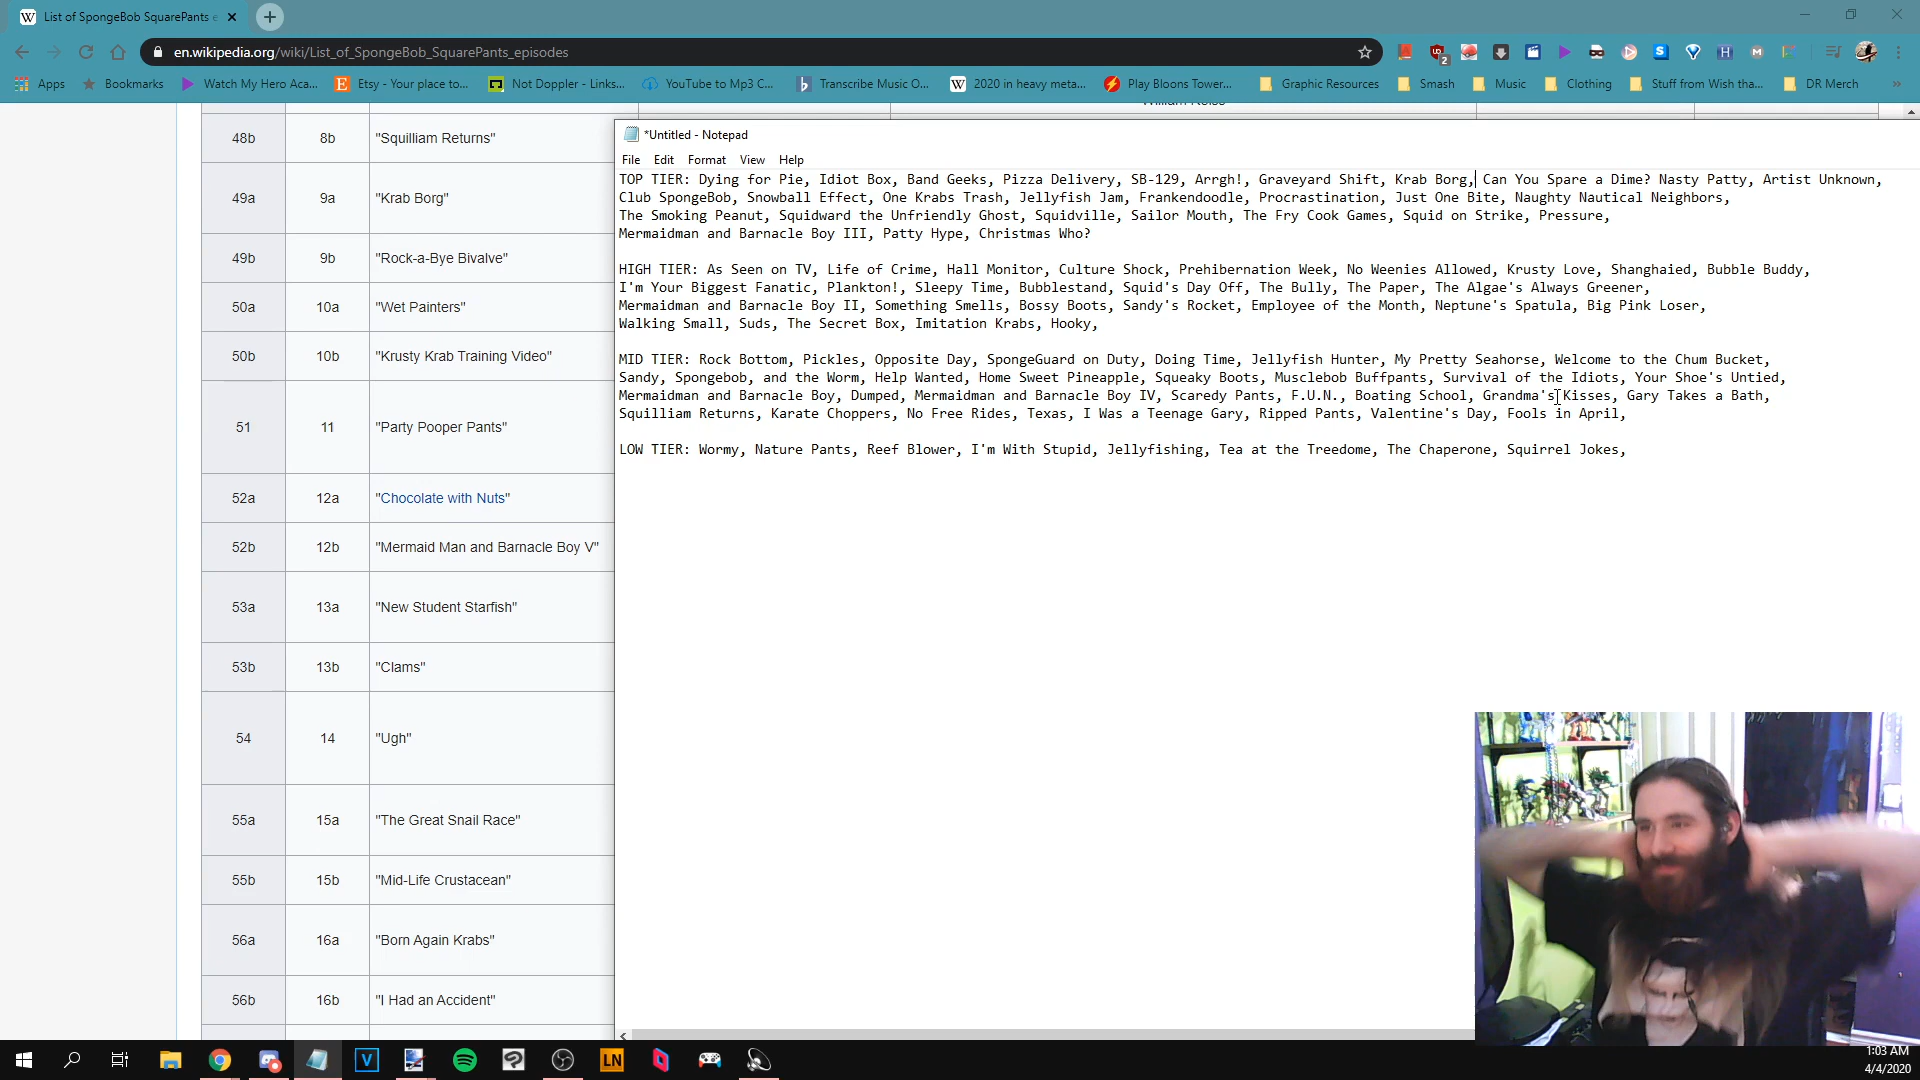 List of SpongeBob SquarePants e
en.wikipedia.org/wiki/List_of_SpongeBob_SquarePants_episodes
2
Apps
Bookmarks
Watch My Hero Aca...
Etsy - Your place to...
Not Doppler - Links...
YouTube to Mp3 C...
Transcribe Music O...
2020 in heavy meta...
Play Bloons Tower...
Graphic Resources
Smash
Music
Clothing
Stuff from Wish tha...
DR Merch
»
48b 8b "Squilliam Returns"
49a 9a "Krab Borg"
49b 9b "Rock-a-Bye Bivalve"
50a 10a "Wet Painters"
50b 10b "Krusty Krab Training Video"
51 11 "Party Pooper Pants"
52a 12a "Chocolate with Nuts"
52b 12b "Mermaid Man and Barnacle Boy V"
53a 13a "New Student Starfish"
53b 13b "Clams"
54 14 "Ugh"
55a 15a "The Great Snail Race"
55b 15b "Mid-Life Crustacean"
56a 16a "Born Again Krabs"
56b 16b "I Had an Accident"
*Untitled - Notepad
File Edit Format View Help
TOP TIER: Dying for Pie, Idiot Box, Band Geeks, Pizza Delivery, SB-129, Arrgh!, Graveyard Shift, Krab Borg, Can You Spare a Dime? Nasty Patty, Artist Unknown,
Club SpongeBob, Snowball Effect, One Krabs Trash, Jellyfish Jam, Frankendoodle, Procrastination, Just One Bite, Naughty Nautical Neighbors,
The Smoking Peanut, Squidward the Unfriendly Ghost, Squidville, Sailor Mouth, The Fry Cook Games, Squid on Strike, Pressure,
Mermaidman and Barnacle Boy III, Patty Hype, Christmas Who?
HIGH TIER: As Seen on TV, Life of Crime, Hall Monitor, Culture Shock, Prehibernation Week, No Weenies Allowed, Krusty Love, Shanghaied, Bubble Buddy,
I'm Your Biggest Fanatic, Plankton!, Sleepy Time, Bubblestand, Squid's Day Off, The Bully, The Paper, The Algae's Always Greener,
Mermaidman and Barnacle Boy II, Something Smells, Bossy Boots, Sandy's Rocket, Employee of the Month, Neptune's Spatula, Big Pink Loser,
Walking Small, Suds, The Secret Box, Imitation Krabs, Hooky,
MID TIER: Rock Bottom, Pickles, Opposite Day, SpongeGuard on Duty, Doing Time, Jellyfish Hunter, My Pretty Seahorse, Welcome to the Chum Bucket,
Sandy, Spongebob, and the Worm, Help Wanted, Home Sweet Pineapple, Squeaky Boots, Musclebob Buffpants, Survival of the Idiots, Your Shoe's Untied,
Mermaidman and Barnacle Boy, Dumped, Mermaidman and Barnacle Boy IV, Scaredy Pants, F.U.N., Boating School, Grandma's Kisses, Gary Takes a Bath,
Squilliam Returns, Karate Choppers, No Free Rides, Texas, I Was a Teenage Gary, Ripped Pants, Valentine's Day, Fools in April,
LOW TIER: Wormy, Nature Pants, Reef Blower, I'm With Stupid, Jellyfishing, Tea at the Treedome, The Chaperone, Squirrel Jokes,
LN
1:03 AM
4/4/2020